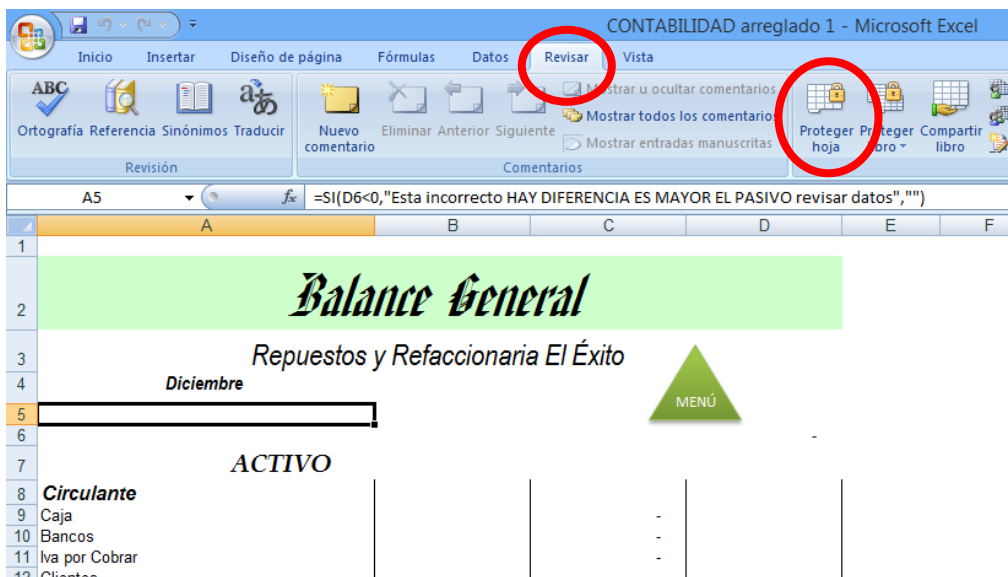 CONTABILIDAD arreglado 1 - Microsoft Excel
Inicio Insertar Diseño de página Fórmulas Datos Revisar Vista
ABC
Ortografía Referencia Sinónimos Traducir
Nuevo comentario
Eliminar Anterior Siguiente
Mostrar u ocultar comentarios
Mostrar todos los comentarios
Mostrar entradas manuscritas
Proteger hoja
Proteger libro
Compartir libro
Revisión Comentarios
A5 fx =SI(D6<0,"Esta incorrecto HAY DIFERENCIA ES MAYOR EL PASIVO revisar datos","")
A B C D E F
1
2 Balance General
3 Repuestos y Refaccionaria El Éxito
4 Diciembre
MENÚ
5
6 -
7 ACTIVO
8 Circulante
9 Caja -
10 Bancos -
11 Iva por Cobrar -
12 Clientes